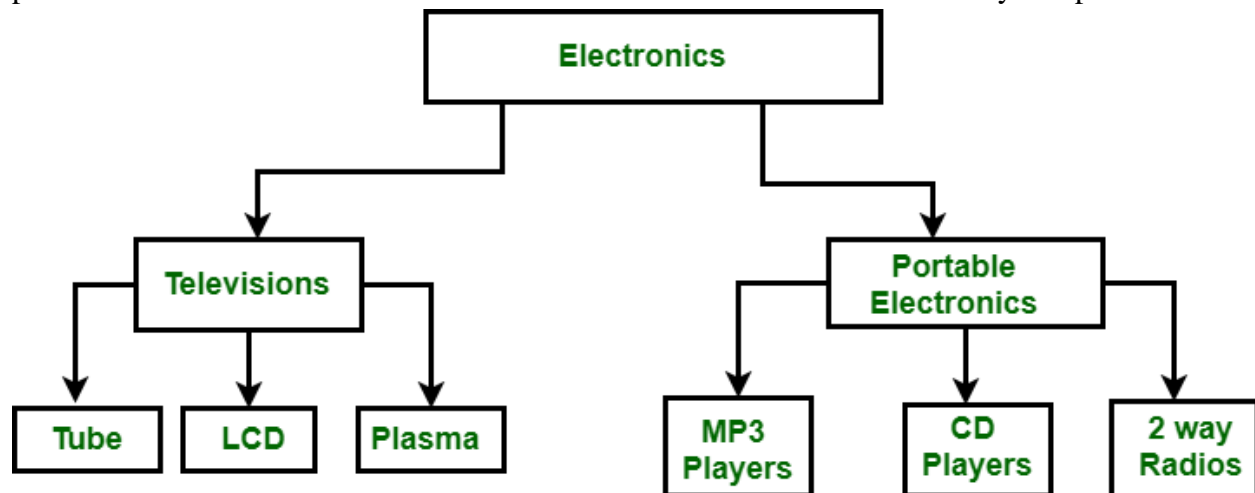 Electronics
Televisions
Portable
Electronics
Tube
LCD
Plasma
MP3
Players
CD
Players
2 way
Radios